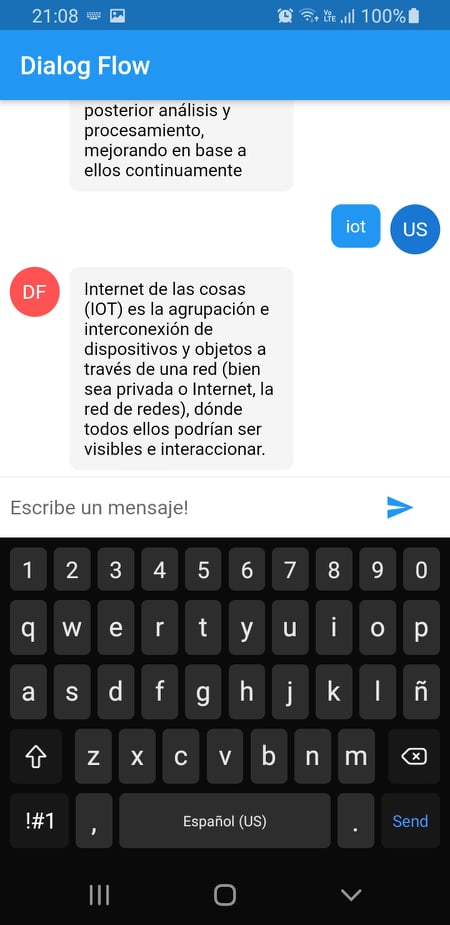 21:08
Vo
LTE
100%
Dialog Flow
posterior análisis y
procesamiento,
mejorando en base a
ellos continuamente
iot
US
DF
Internet de las cosas
(IOT) es la agrupación e
interconexión de
dispositivos y objetos a
través de una red (bien
sea privada o Internet, la
red de redes), dónde
todos ellos podrían ser
visibles e interaccionar.
Escribe un mensaje!
1 2 3 4 5 6 7 8 9 0
q w e r t y u i o p
a s d f g h j k l ñ
z x c v b n m
!#1 , Español (US) . Send